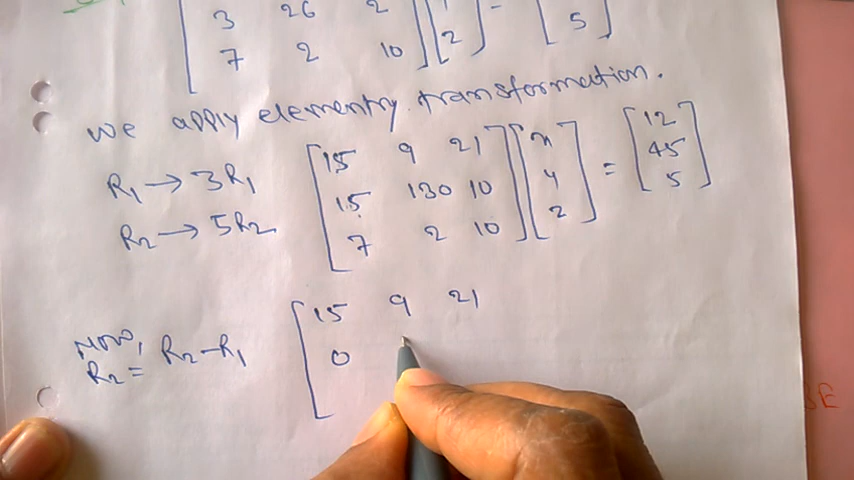 3 26 2
7 2 10 2 = 5
We apply elementry transformation.
R1 → 3R1
R2 → 5R2
15 9 21 x = 12
15 130 10 y 45
7 2 10 z 5
Now,
R2 = R2 - R1
15 9 21
0